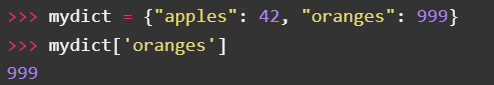 >>> mydict = {"apples": 42, "oranges": 999}
>>> mydict['oranges']
999